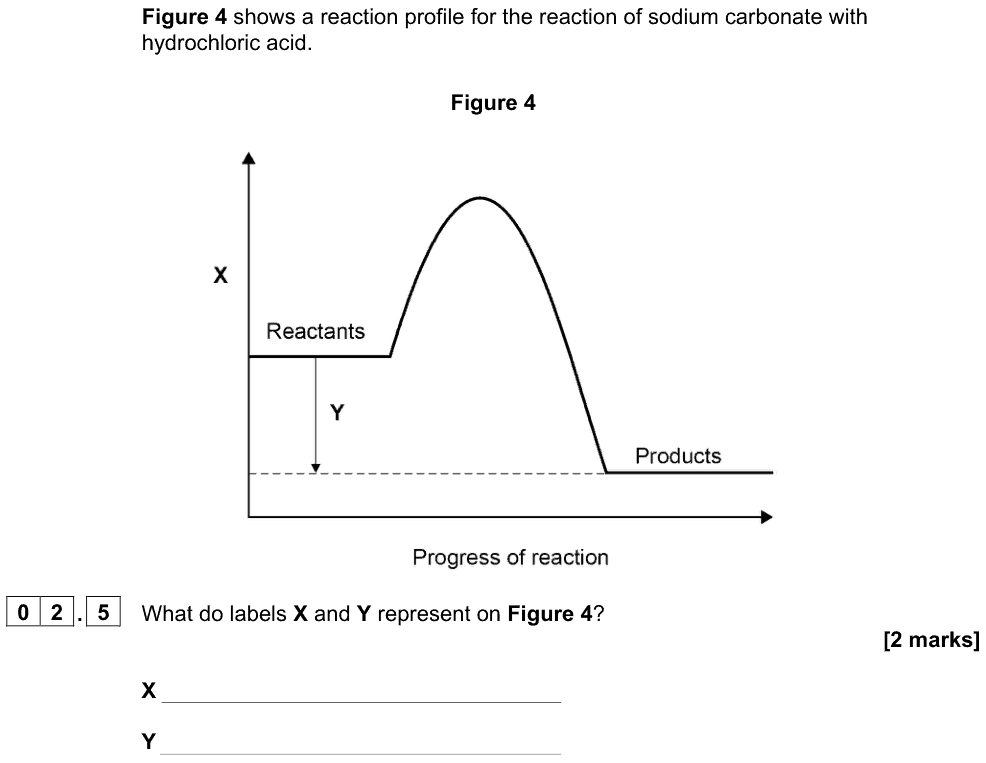 Figure 4 shows a reaction profile for the reaction of sodium carbonate with
hydrochloric acid.
Figure 4
X
Reactants
Y
Products
Progress of reaction
0 2 . 5 What do labels X and Y represent on Figure 4?
[2 marks]
X
Y